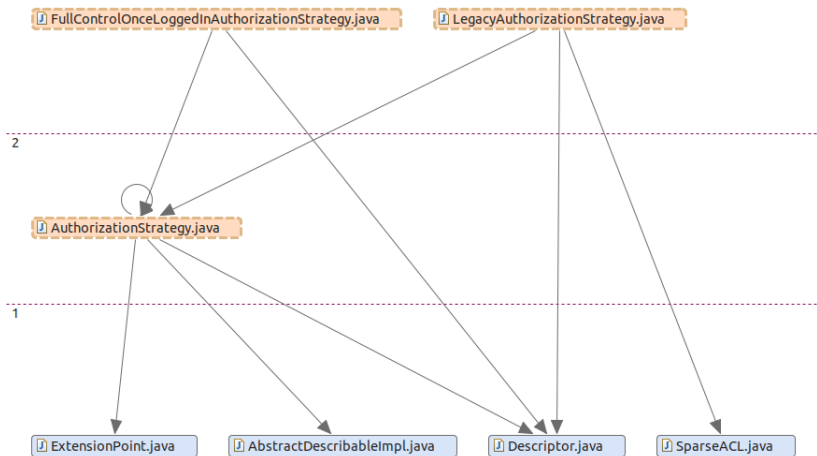 FullControlOnceLoggedInAuthorizationStrategy.java
LegacyAuthorizationStrategy.java
2
AuthorizationStrategy.java
1
ExtensionPoint.java
AbstractDescribableImpl.java
Descriptor.java
SparseACL.java